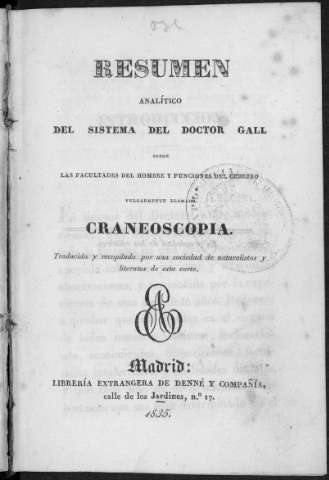 RESUMEN
ANALÍTICO
DEL SISTEMA DEL DOCTOR GALL
SOBRE
LAS FACULTADES DEL HOMBRE Y FUNCIONES DEL CEREBRO
VULGARMENTE LLAMADO
CRANEOSCOPIA.
Traducido y recopilado por una sociedad de naturalistas y
literatos de esta corte.
Madrid:
LIBRERÍA EXTRANGERA DE DENNÉ Y COMPAÑÍA,
calle de los Jardines, n.º 17.
1835.